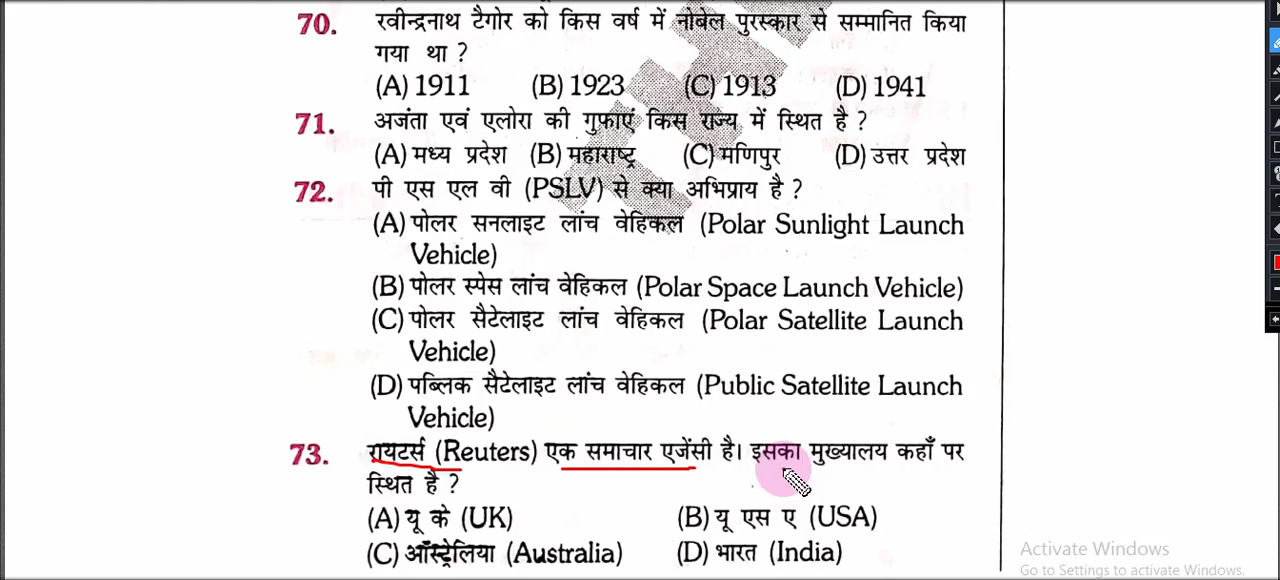 70. रवीन्द्रनाथ टैगोर को किस वर्ष में नोबेल पुरस्कार से सम्मानित किया
गया था ?
(A) 1911 (B) 1923 (C) 1913 (D) 1941
71. अजंता एवं एलोरा की गुफाएं किस राज्य में स्थित है ?
(A) मध्य प्रदेश (B) महाराष्ट्र (C) मणिपुर (D) उत्तर प्रदेश
72. पी एस एल वी (PSLV) से क्या अभिप्राय है ?
(A) पोलर सनलाइट लांच वेहिकल (Polar Sunlight Launch
Vehicle)
(B) पोलर स्पेस लांच वेहिकल (Polar Space Launch Vehicle)
(C) पोलर सैटेलाइट लांच वेहिकल (Polar Satellite Launch
Vehicle)
(D) पब्लिक सैटेलाइट लांच वेहिकल (Public Satellite Launch
Vehicle)
73. रायटर्स (Reuters) एक समाचार एजेंसी है। इसका मुख्यालय कहाँ पर
स्थित है ?
(A) यू के (UK) (B) यू एस ए (USA)
(C) ऑस्ट्रेलिया (Australia) (D) भारत (India)
Activate Windows
Go to Settings to activate Windows.